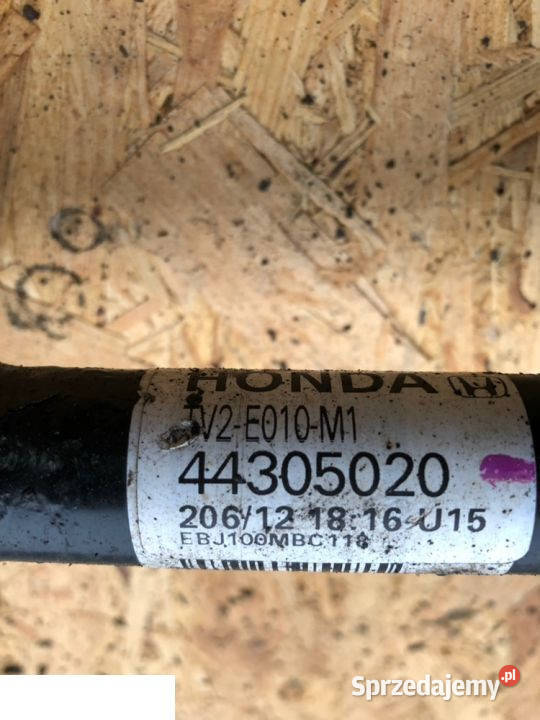 HONDA
TV2-E010-M1
44305020
206/12 18:16 U15
EBJ100MBC118
Sprzedajemy.pl